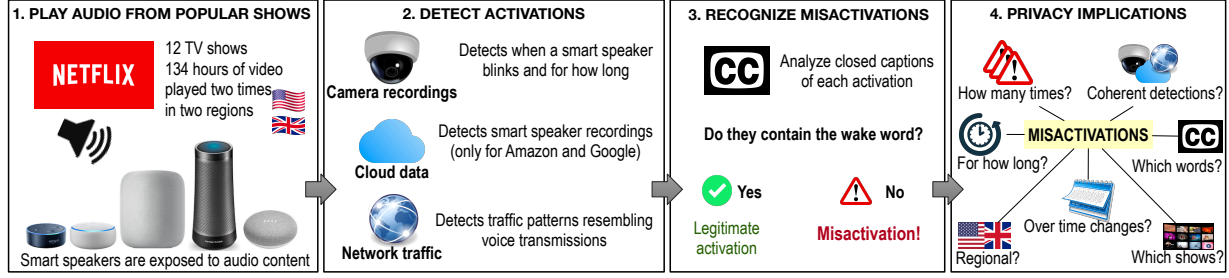 1. PLAY AUDIO FROM POPULAR SHOWS
NETFLIX
12 TV shows
134 hours of video
played two times
in two regions
Smart speakers are exposed to audio content
2. DETECT ACTIVATIONS
Detects when a smart speaker
blinks and for how long
Camera recordings
Detects smart speaker recordings
(only for Amazon and Google)
Cloud data
Detects traffic patterns resembling
voice transmissions
Network traffic
3. RECOGNIZE MISACTIVATIONS
CC
Analyze closed captions
of each activation
Do they contain the wake word?
Yes
No
Legitimate
activation
Misactivation!
4. PRIVACY IMPLICATIONS
How many times?
Coherent detections?
MISACTIVATIONS
CC
For how long?
Which words?
Over time changes?
Regional?
Which shows?